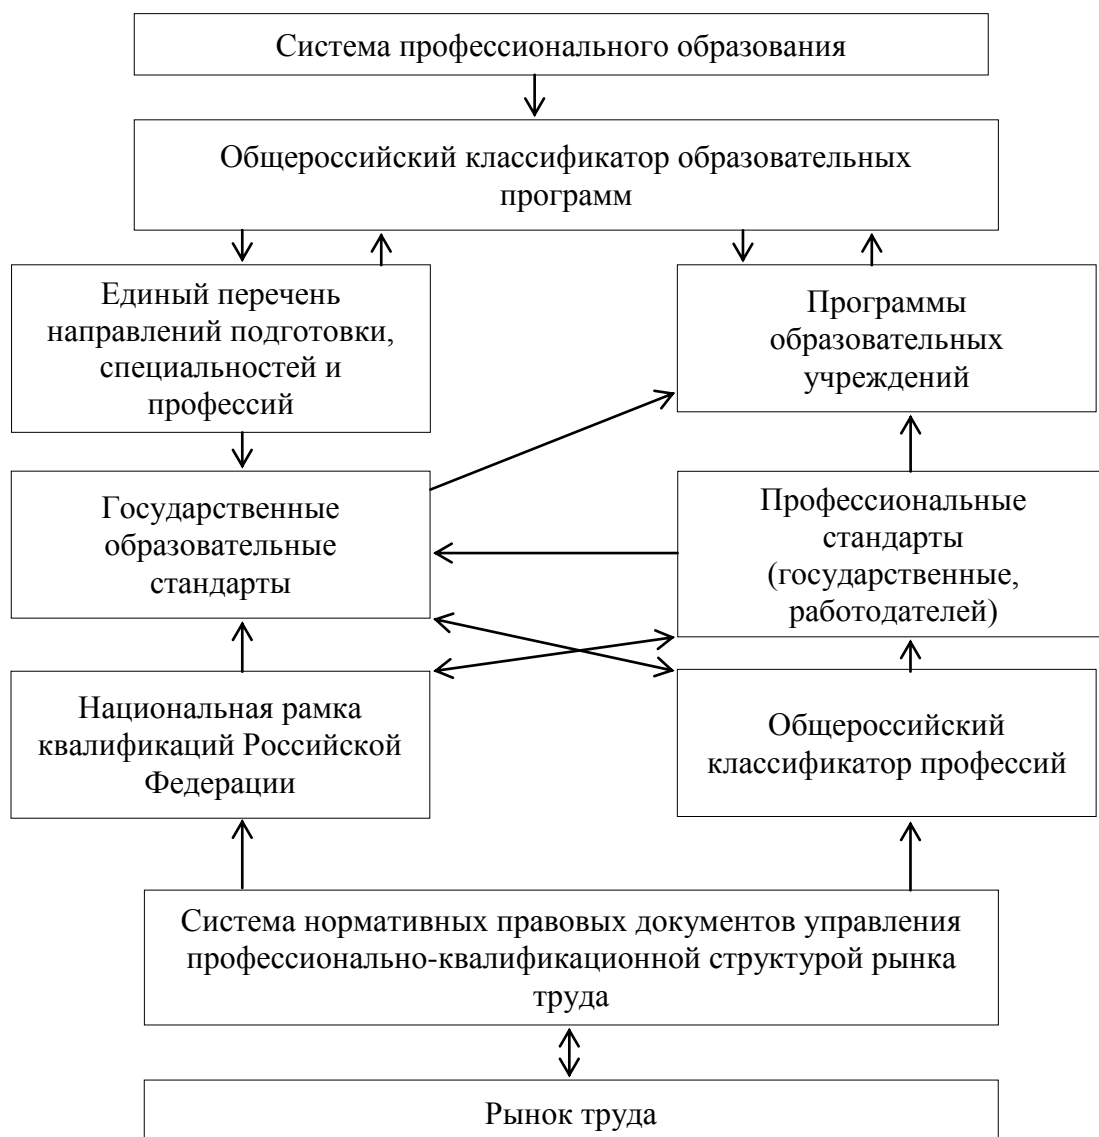 Система профессионального образования
Общероссийский классификатор образовательных
программ
Единый перечень
направлений подготовки,
специальностей и
профессий
Программы
образовательных
учреждений
Государственные
образовательные
стандарты
Профессиональные
стандарты
(государственные,
работодателей)
Национальная рамка
квалификаций Российской
Федерации
Общероссийский
классификатор профессий
Система нормативных правовых документов управления
профессионально-квалификационной структурой рынка
труда
Рынок труда